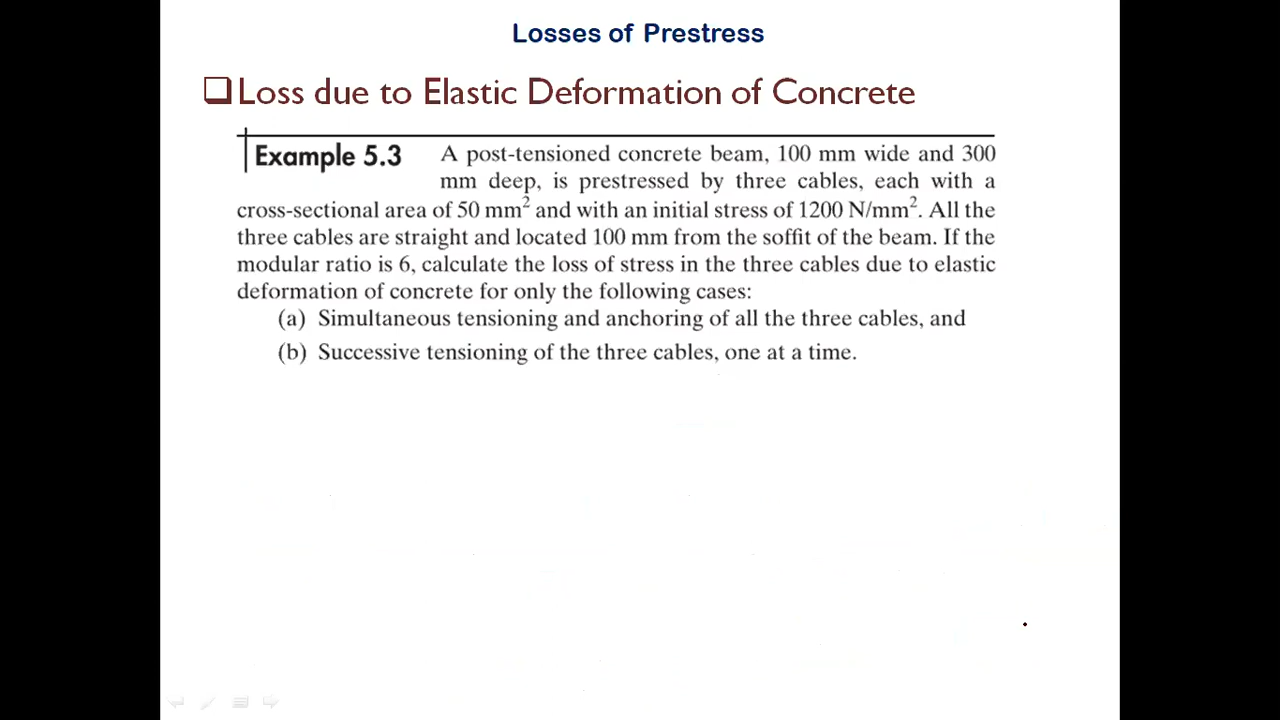 Losses of Prestress
Loss due to Elastic Deformation of Concrete
Example 5.3 A post-tensioned concrete beam, 100 mm wide and 300
mm deep, is prestressed by three cables, each with a
cross-sectional area of 50 mm² and with an initial stress of 1200 N/mm². All the
three cables are straight and located 100 mm from the soffit of the beam. If the
modular ratio is 6, calculate the loss of stress in the three cables due to elastic
deformation of concrete for only the following cases:
(a) Simultaneous tensioning and anchoring of all the three cables, and
(b) Successive tensioning of the three cables, one at a time.